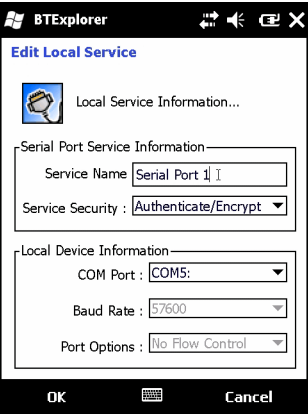 BTExplorer
Edit Local Service
Local Service Information...
Serial Port Service Information
Service Name Serial Port 1
Service Security : Authenticate/Encrypt
Local Device Information
COM Port : COM5:
Baud Rate : 57600
Port Options : No Flow Control
OK Cancel